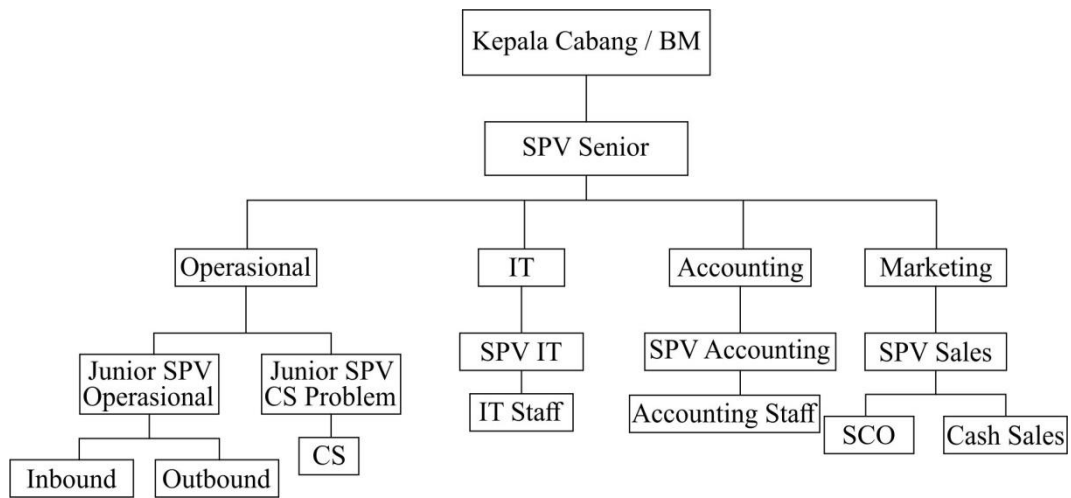 Kepala Cabang / BM
SPV Senior
Operasional
IT
Accounting
Marketing
Junior SPV
Operasional
Junior SPV
CS Problem
SPV IT
SPV Accounting
SPV Sales
IT Staff
Accounting Staff
SCO
Cash Sales
CS
Inbound
Outbound